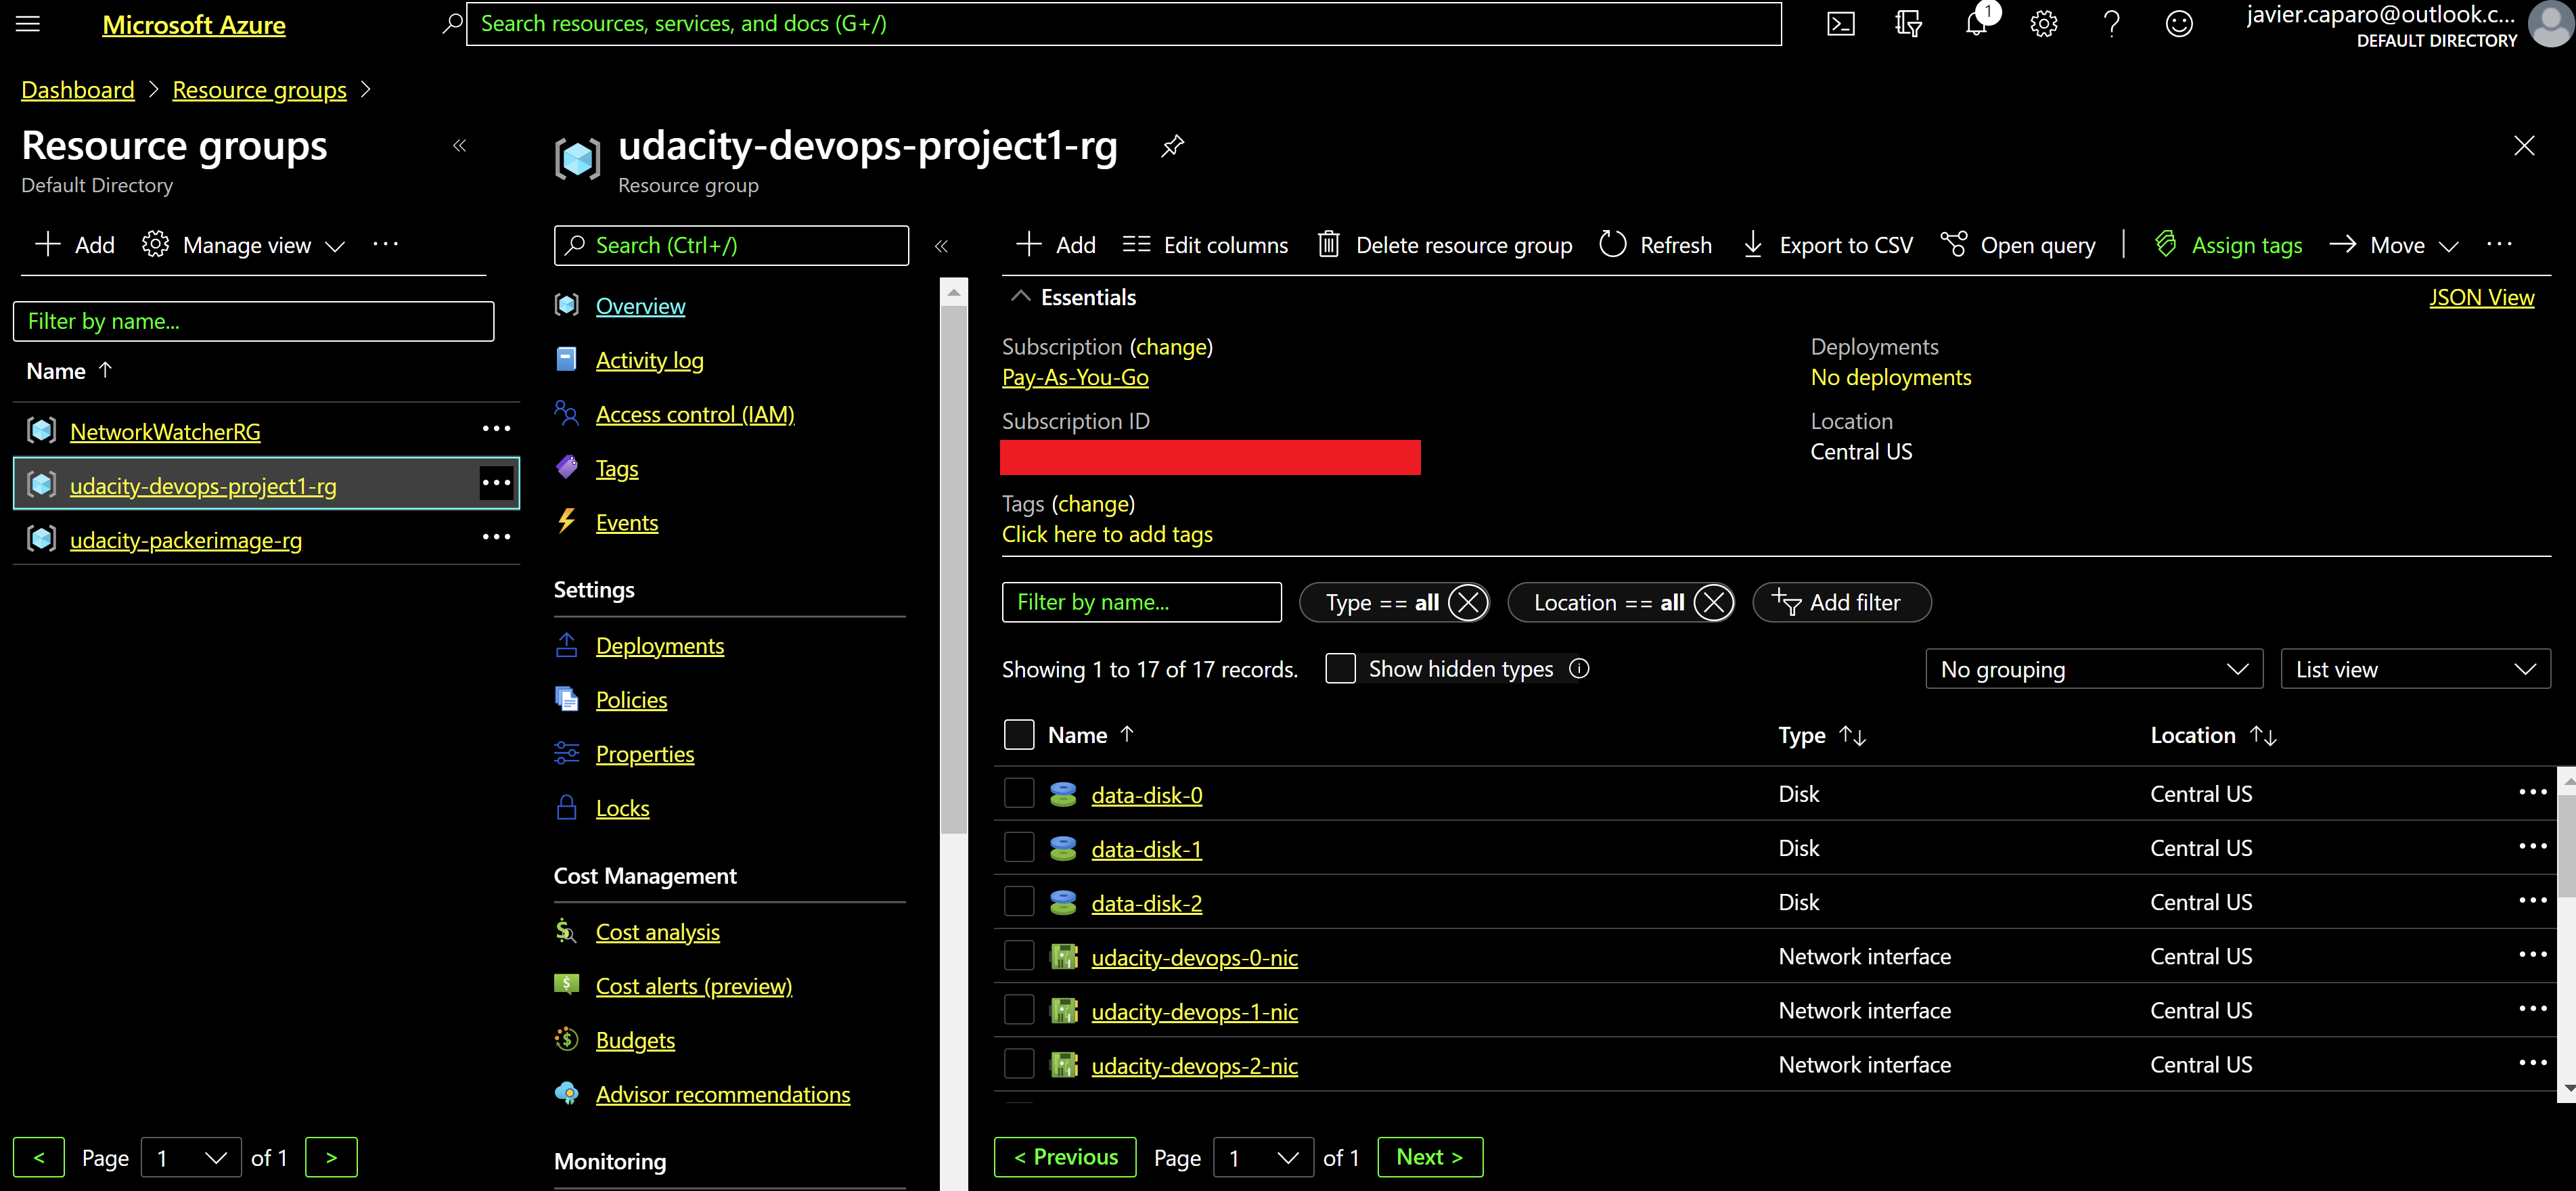 Microsoft Azure
Search resources, services, and docs (G+/)
1
javier.caparo@outlook.c...
DEFAULT DIRECTORY
Dashboard > Resource groups >
Resource groups
Default Directory
«
Add Manage view ...
Filter by name...
Name ↑
NetworkWatcherRG ...
udacity-devops-project1-rg ...
udacity-packerimage-rg ...
< Page 1 of 1 >
udacity-devops-project1-rg
Resource group
Search (Ctrl+/)
«
Overview
Activity log
Access control (IAM)
Tags
Events
Settings
Deployments
Policies
Properties
Locks
Cost Management
Cost analysis
Cost alerts (preview)
Budgets
Advisor recommendations
Monitoring
Add Edit columns Delete resource group Refresh Export to CSV Open query | Assign tags Move ...
Essentials
JSON View
Subscription (change)
Pay-As-You-Go
Subscription ID
Tags (change)
Click here to add tags
Deployments
No deployments
Location
Central US
Filter by name... Type == all Location == all Add filter
Showing 1 to 17 of 17 records. Show hidden types No grouping List view
Name ↑ Type ↑↓ Location ↑↓
data-disk-0 Disk Central US ...
data-disk-1 Disk Central US ...
data-disk-2 Disk Central US ...
udacity-devops-0-nic Network interface Central US ...
udacity-devops-1-nic Network interface Central US ...
udacity-devops-2-nic Network interface Central US ...
< Previous Page 1 of 1 Next >